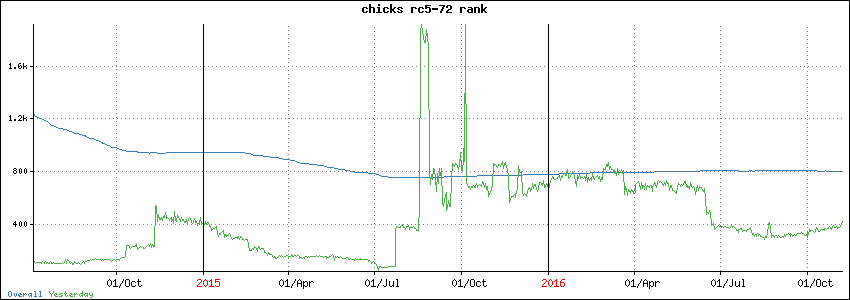 chicks rc5-72 rank
1.6k
1.2k
800
400
01/Oct 2015 01/Apr 01/Jul 01/Oct 2016 01/Apr 01/Jul 01/Oct
Overall Yesterday